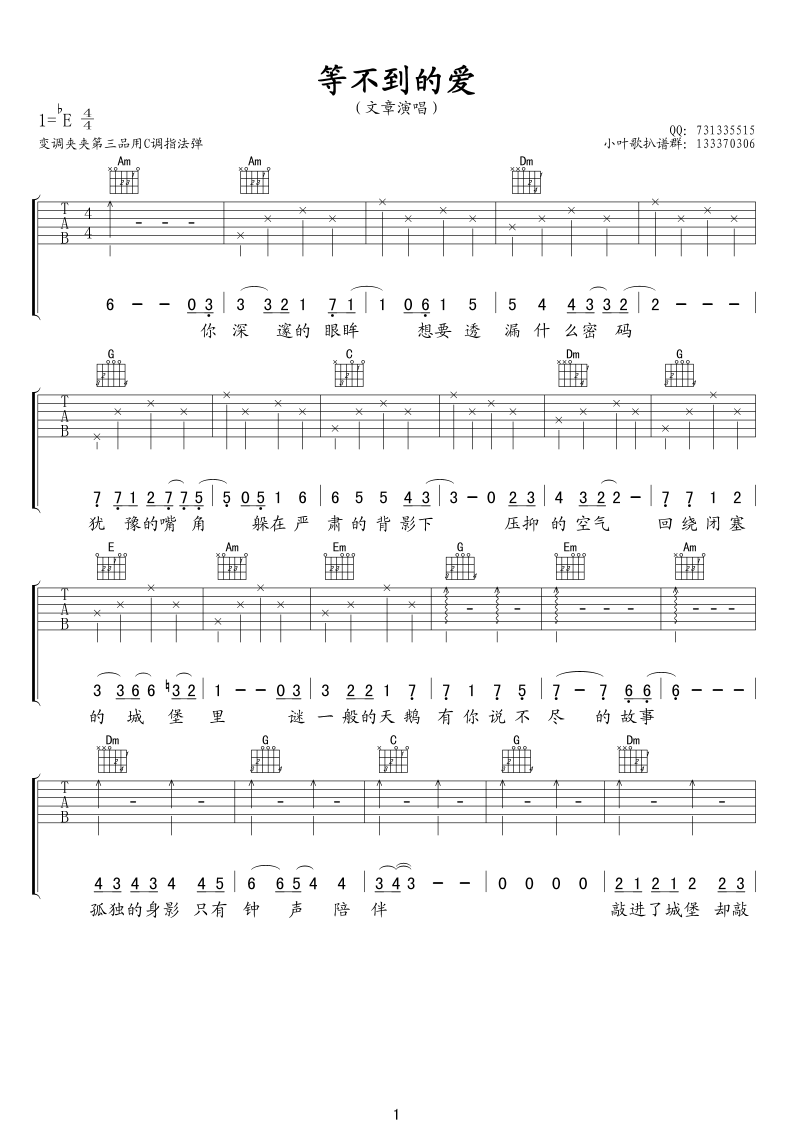 等不到的爱
(文章演唱)
1=♭E 4/4
QQ: 731335515
变调夹夹第三品用C调指法弹
小叶歌扒谱群: 133370306
Am Am Dm
T A B 4 4
6 - - 0 3 | 3 3 2 1 7 1 | 1 0 6 1 5 | 5 4 4 3 3 2 | 2 - - -
你 深 邃的 眼眸 想要 透 漏 什 么密 码
G C Dm G
T A B
7 7 1 2 7 7 5 | 5 0 5 1 6 | 6 5 5 4 3 | 3 - 0 2 3 | 4 3 2 2 | 7 7 1 2
犹 豫的嘴 角 躲在 严 肃 的 背 影下 压抑 的 空气 回 绕 闭 塞
E Am Em G Em Am
T A B
3 3 6 6 ♮3 2 | 1 - - 0 3 | 3 2 2 1 7 | 7 1 7 5 | 7 - 7 6 6 | 6 - - -
的 城 堡 里 谜 一 般的 天 鹅 有 你 说 不 尽 的 故事
Dm G C G Dm
T A B
4 3 4 3 4 4 5 | 6 6 5 4 4 | 3 4 3 - - | 0 0 0 0 | 2 1 2 1 2 2 3
孤独的身影 只有 钟 声 陪 伴 敲进了城堡 却敲
1